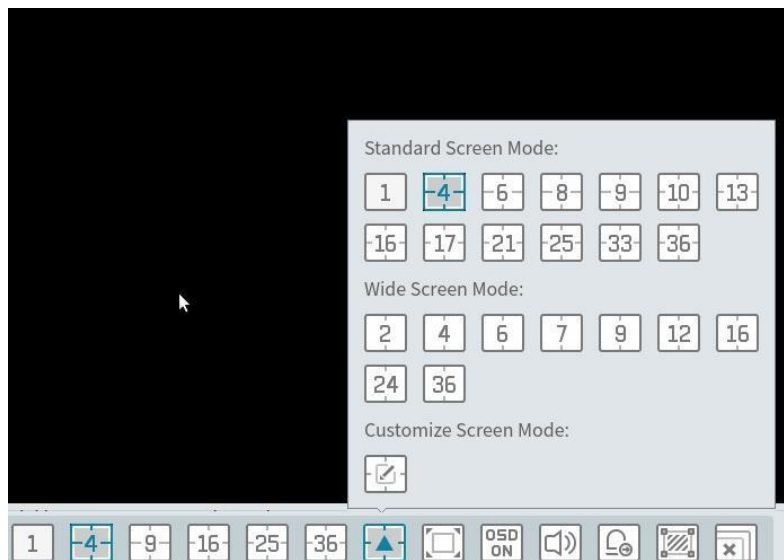 Standard Screen Mode:
1 4 6 8 9 10 13
16 17 21 25 33 36
Wide Screen Mode:
2 4 6 7 9 12 16
24 36
Customize Screen Mode:
1 4 9 16 25 36 OSD ON